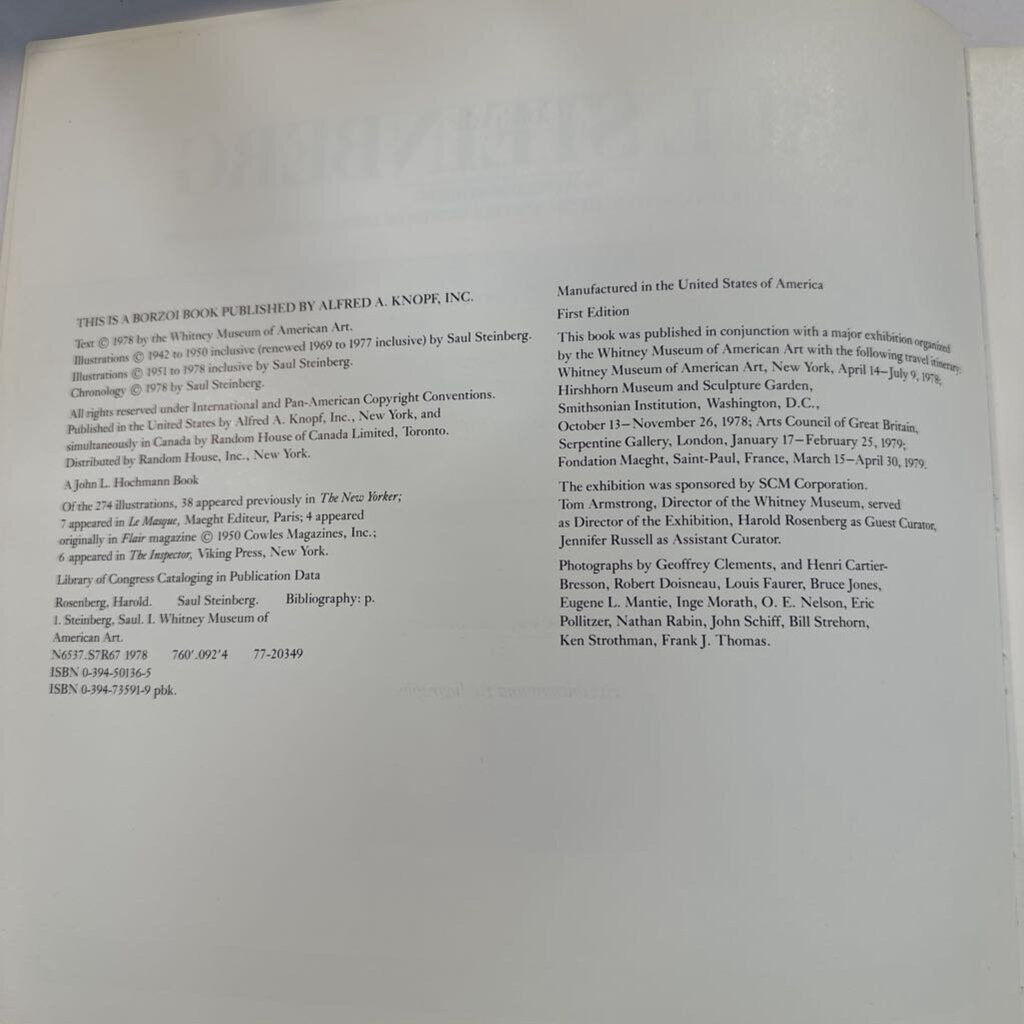 THIS IS A BORZOI BOOK PUBLISHED BY ALFRED A. KNOPF, INC.
Text © 1978 by the Whitney Museum of American Art.
Illustrations © 1942 to 1950 inclusive (renewed 1969 to 1977 inclusive) by Saul Steinberg.
Illustrations © 1951 to 1978 inclusive by Saul Steinberg.
Chronology © 1978 by Saul Steinberg.
All rights reserved under International and Pan-American Copyright Conventions.
Published in the United States by Alfred A. Knopf, Inc., New York, and
simultaneously in Canada by Random House of Canada Limited, Toronto.
Distributed by Random House, Inc., New York.
A John L. Hochmann Book
Of the 274 illustrations, 38 appeared previously in The New Yorker;
7 appeared in Le Masque, Maeght Editeur, Paris; 4 appeared
originally in Flair magazine © 1950 Cowles Magazines, Inc.;
6 appeared in The Inspector, Viking Press, New York.
Library of Congress Cataloging in Publication Data
Rosenberg, Harold. Saul Steinberg. Bibliography: p.
1. Steinberg, Saul. I. Whitney Museum of
American Art.
N6537.S7R67 1978 760'.092'4 77-20349
ISBN 0-394-50136-5
ISBN 0-394-73591-9 pbk.
Manufactured in the United States of America
First Edition
This book was published in conjunction with a major exhibition organized
by the Whitney Museum of American Art with the following travel itinerary:
Whitney Museum of American Art, New York, April 14–July 9, 1978;
Hirshhorn Museum and Sculpture Garden,
Smithsonian Institution, Washington, D.C.,
October 13–November 26, 1978; Arts Council of Great Britain,
Serpentine Gallery, London, January 17–February 25, 1979;
Fondation Maeght, Saint-Paul, France, March 15–April 30, 1979.
The exhibition was sponsored by SCM Corporation.
Tom Armstrong, Director of the Whitney Museum, served
as Director of the Exhibition, Harold Rosenberg as Guest Curator,
Jennifer Russell as Assistant Curator.
Photographs by Geoffrey Clements, and Henri Cartier-
Bresson, Robert Doisneau, Louis Faurer, Bruce Jones,
Eugene L. Mantie, Inge Morath, O. E. Nelson, Eric
Pollitzer, Nathan Rabin, John Schiff, Bill Strehorn,
Ken Strothman, Frank J. Thomas.